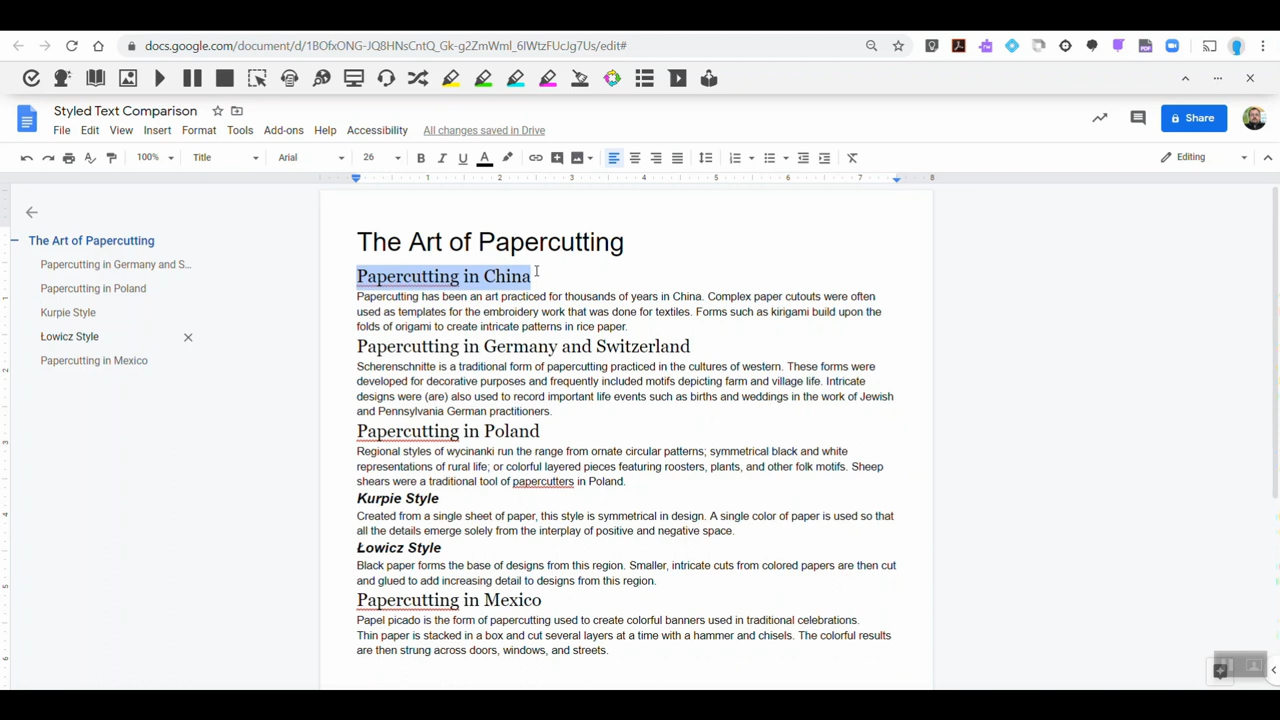 docs.google.com/document/d/1BOfxONG-JQ8HNsCntQ_Gk-g2ZmWml_6IWtzFUcJg7Us/edit#
Styled Text Comparison
Share
File Edit View Insert Format Tools Add-ons Help Accessibility All changes saved in Drive
100% Title Arial 26 B I U A Editing
1 2 3 4 5 6 7 8
The Art of Papercutting
Papercutting in Germany and S...
Papercutting in Poland
Kurpie Style
Łowicz Style
Papercutting in Mexico
The Art of Papercutting
Papercutting in China
Papercutting has been an art practiced for thousands of years in China. Complex paper cutouts were often
used as templates for the embroidery work that was done for textiles. Forms such as kirigami build upon the
folds of origami to create intricate patterns in rice paper.
Papercutting in Germany and Switzerland
Scherenschnitte is a traditional form of papercutting practiced in the cultures of western. These forms were
developed for decorative purposes and frequently included motifs depicting farm and village life. Intricate
designs were (are) also used to record important life events such as births and weddings in the work of Jewish
and Pennsylvania German practitioners.
Papercutting in Poland
Regional styles of wycinanki run the range from ornate circular patterns; symmetrical black and white
representations of rural life; or colorful layered pieces featuring roosters, plants, and other folk motifs. Sheep
shears were a traditional tool of papercutters in Poland.
Kurpie Style
Created from a single sheet of paper, this style is symmetrical in design. A single color of paper is used so that
all the details emerge solely from the interplay of positive and negative space.
Łowicz Style
Black paper forms the base of designs from this region. Smaller, intricate cuts from colored papers are then cut
and glued to add increasing detail to designs from this region.
Papercutting in Mexico
Papel picado is the form of papercutting used to create colorful banners used in traditional celebrations.
Thin paper is stacked in a box and cut several layers at a time with a hammer and chisels. The colorful results
are then strung across doors, windows, and streets.